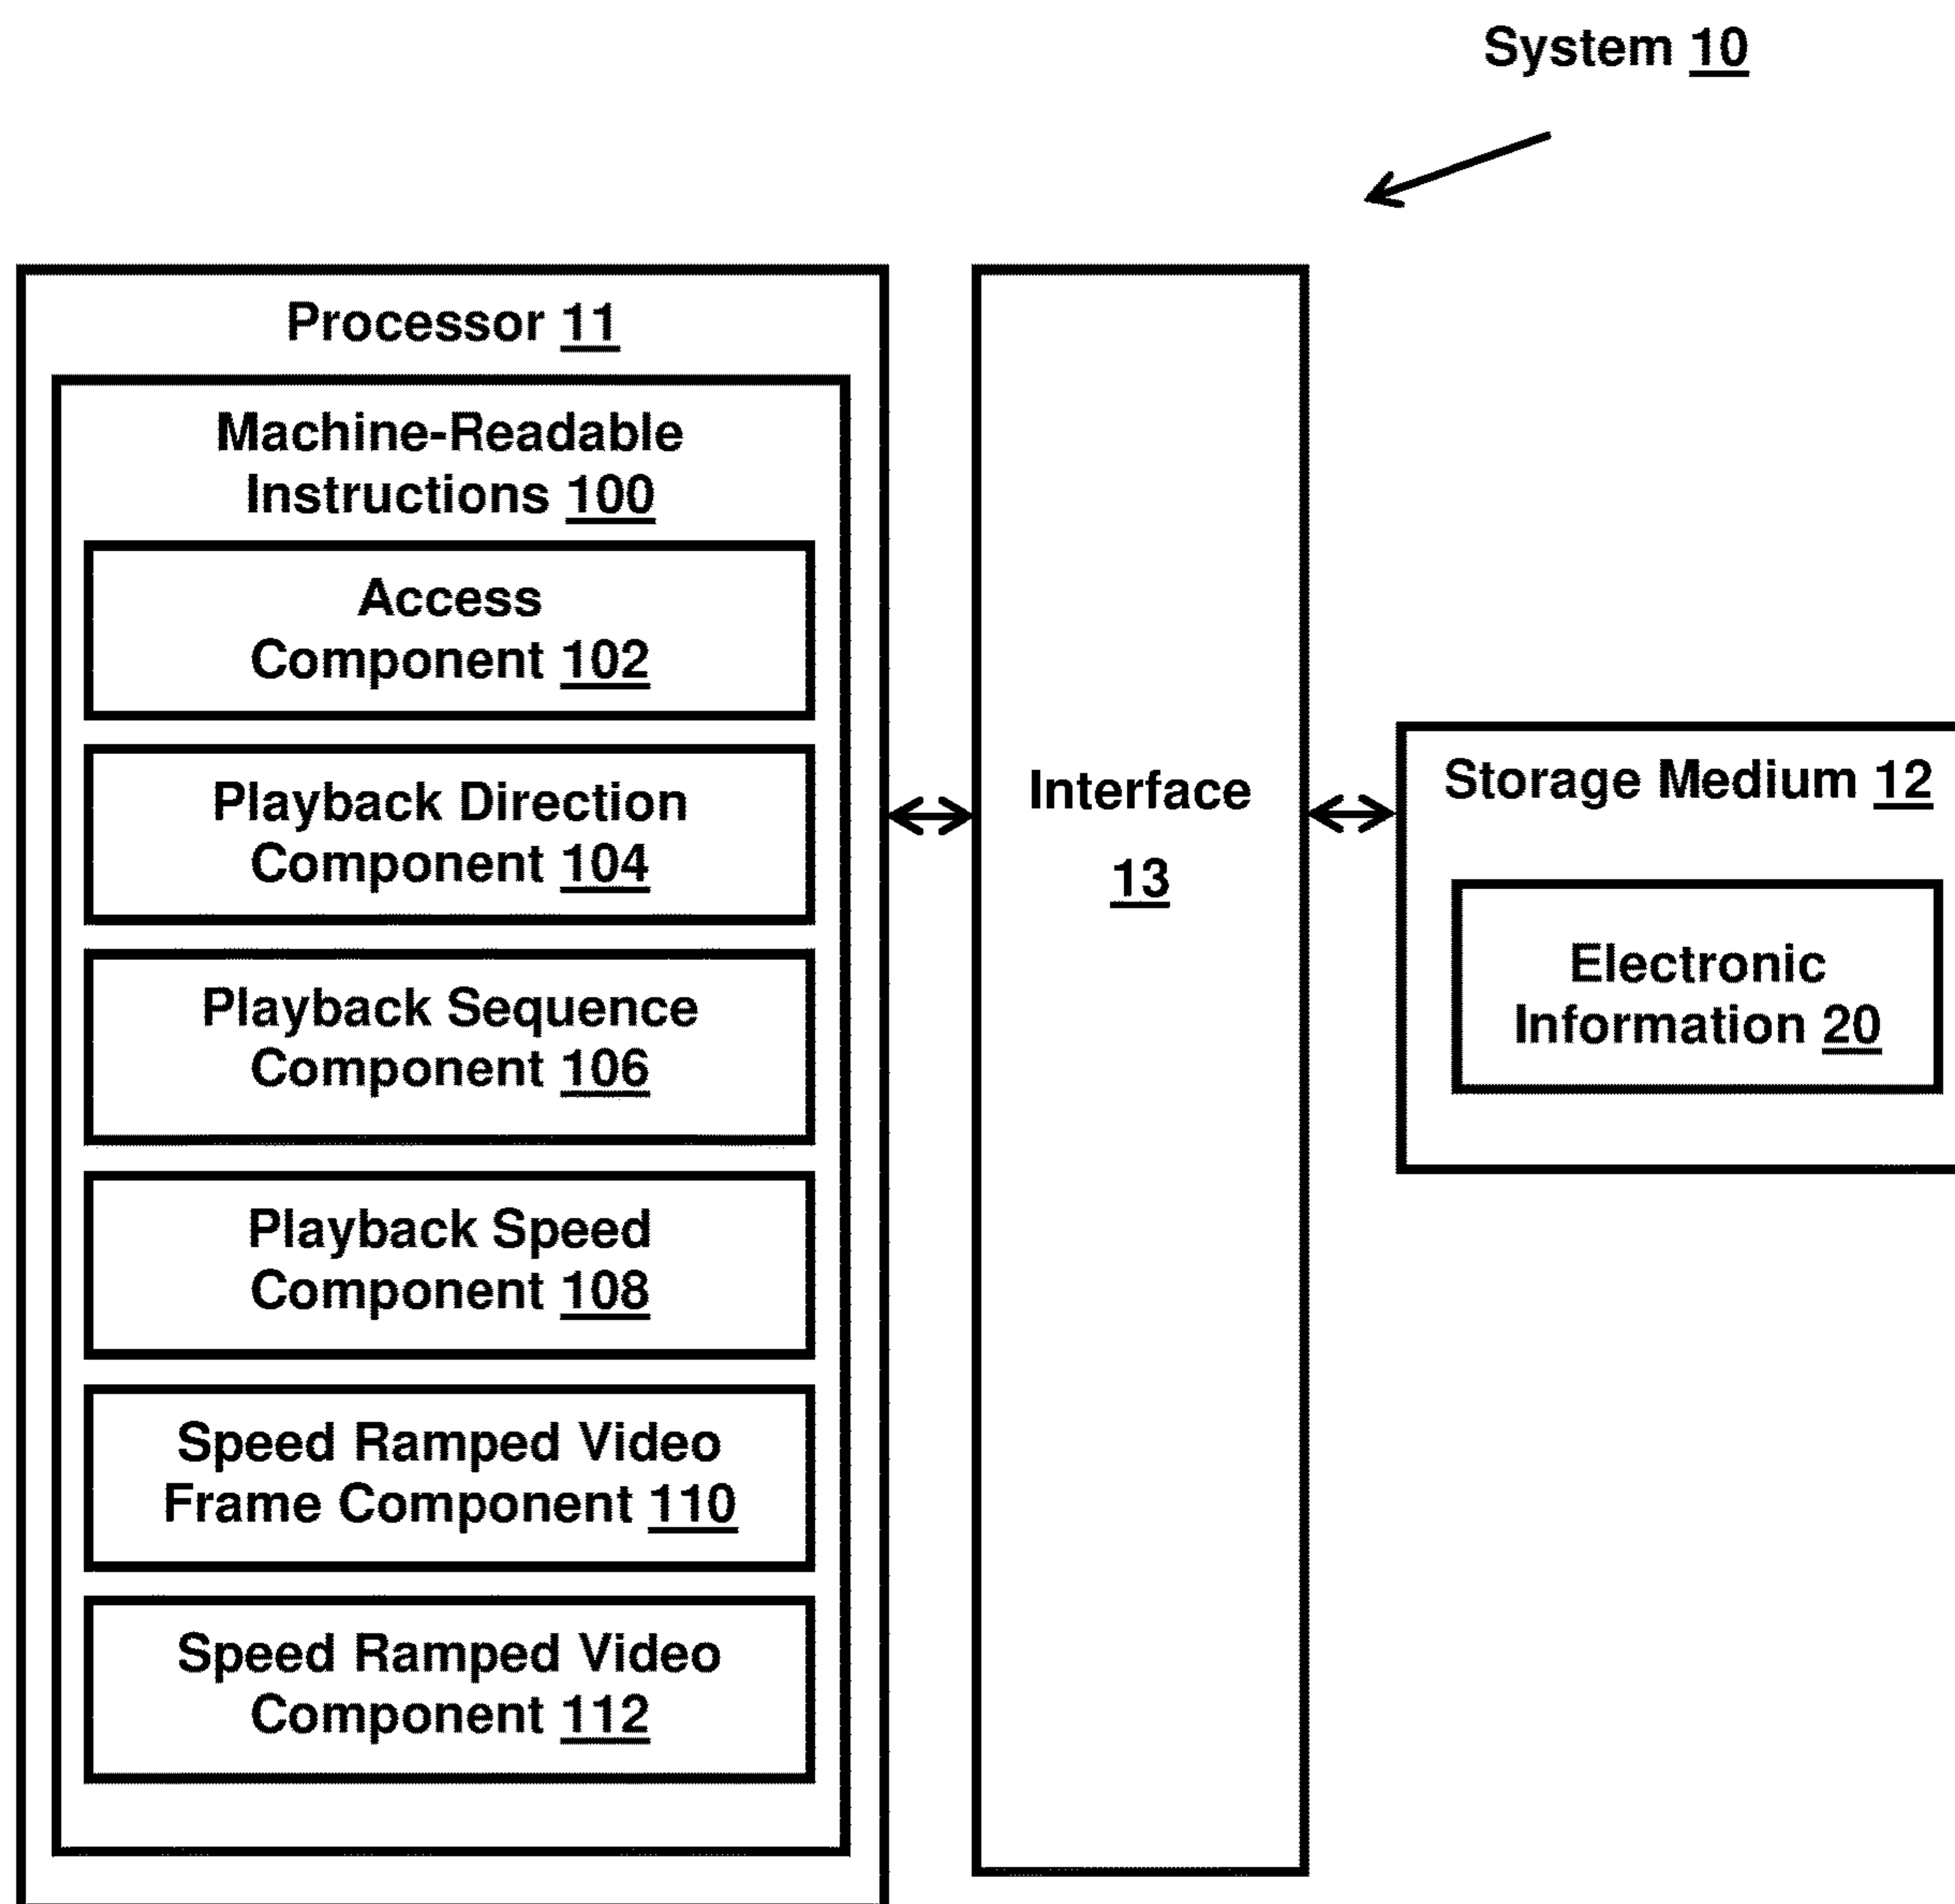 System 10
Processor 11
Machine-Readable
Instructions 100
Access
Component 102
Playback Direction
Component 104
Playback Sequence
Component 106
Playback Speed
Component 108
Speed Ramped Video
Frame Component 110
Speed Ramped Video
Component 112
Interface
13
Storage Medium 12
Electronic
Information 20